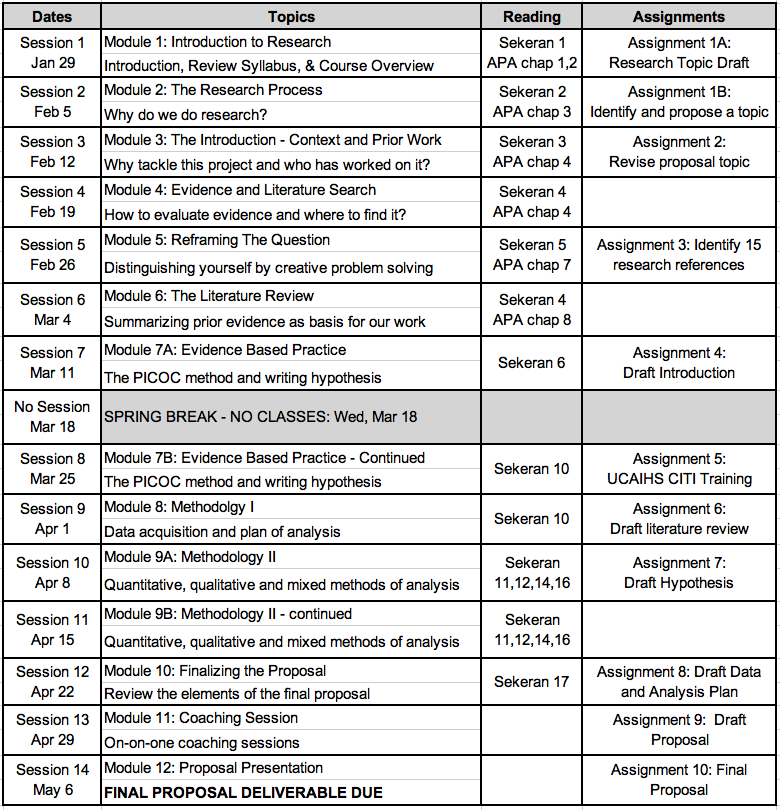 Dates Topics Reading Assignments
Session 1
Jan 29
Module 1: Introduction to Research
Introduction, Review Syllabus, & Course Overview
Sekeran 1
APA chap 1,2
Assignment 1A:
Research Topic Draft
Session 2
Feb 5
Module 2: The Research Process
Why do we do research?
Sekeran 2
APA chap 3
Assignment 1B:
Identify and propose a topic
Session 3
Feb 12
Module 3: The Introduction - Context and Prior Work
Why tackle this project and who has worked on it?
Sekeran 3
APA chap 4
Assignment 2:
Revise proposal topic
Session 4
Feb 19
Module 4: Evidence and Literature Search
How to evaluate evidence and where to find it?
Sekeran 4
APA chap 4
Session 5
Feb 26
Module 5: Reframing The Question
Distinguishing yourself by creative problem solving
Sekeran 5
APA chap 7
Assignment 3: Identify 15
research references
Session 6
Mar 4
Module 6: The Literature Review
Summarizing prior evidence as basis for our work
Sekeran 4
APA chap 8
Session 7
Mar 11
Module 7A: Evidence Based Practice
The PICOC method and writing hypothesis
Sekeran 6
Assignment 4:
Draft Introduction
No Session
Mar 18
SPRING BREAK - NO CLASSES: Wed, Mar 18
Session 8
Mar 25
Module 7B: Evidence Based Practice - Continued
The PICOC method and writing hypothesis
Sekeran 10
Assignment 5:
UCAIHS CITI Training
Session 9
Apr 1
Module 8: Methodolgy I
Data acquisition and plan of analysis
Sekeran 10
Assignment 6:
Draft literature review
Session 10
Apr 8
Module 9A: Methodology II
Quantitative, qualitative and mixed methods of analysis
Sekeran
11,12,14,16
Assignment 7:
Draft Hypothesis
Session 11
Apr 15
Module 9B: Methodology II - continued
Quantitative, qualitative and mixed methods of analysis
Sekeran
11,12,14,16
Session 12
Apr 22
Module 10: Finalizing the Proposal
Review the elements of the final proposal
Sekeran 17
Assignment 8: Draft Data
and Analysis Plan
Session 13
Apr 29
Module 11: Coaching Session
On-on-one coaching sessions
Assignment 9: Draft
Proposal
Session 14
May 6
Module 12: Proposal Presentation
FINAL PROPOSAL DELIVERABLE DUE
Assignment 10: Final
Proposal